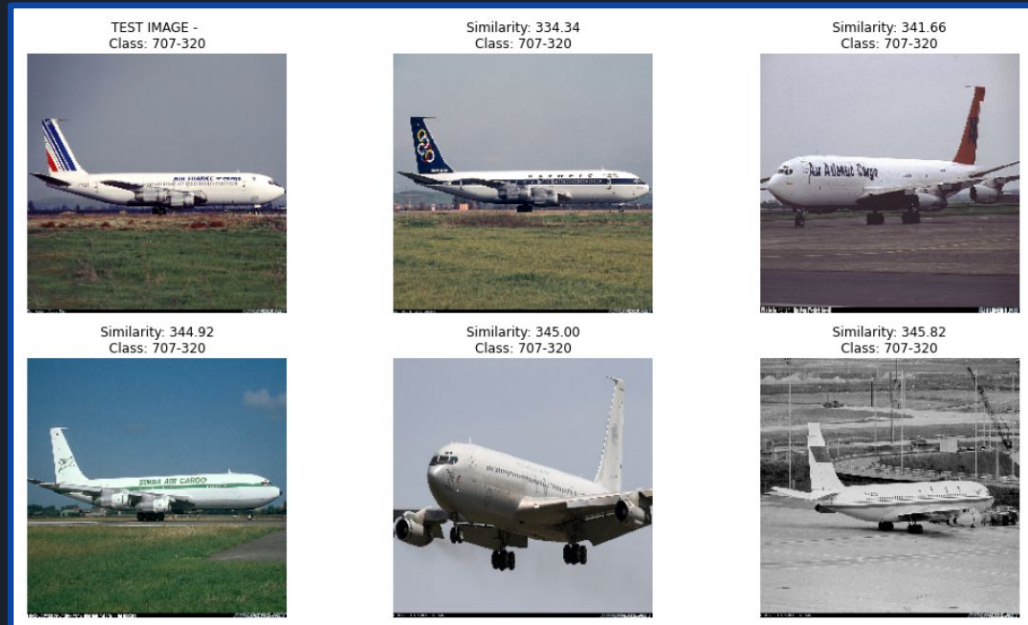 TEST IMAGE -
Class: 707-320
Similarity: 334.34
Class: 707-320
Similarity: 341.66
Class: 707-320
AIR FRANCE
OLYMPIC
Air Atlantic Cargo
Similarity: 344.92
Class: 707-320
Similarity: 345.00
Class: 707-320
Similarity: 345.82
Class: 707-320
AIR CARGO